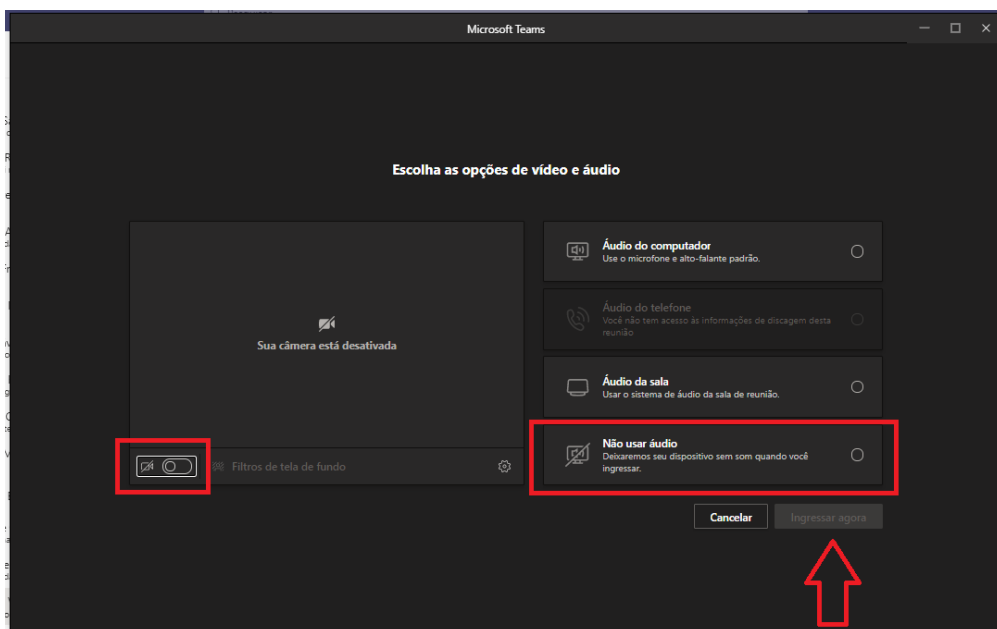 Microsoft Teams
Escolha as opções de vídeo e áudio
Sua câmera está desativada
Filtros de tela de fundo
Áudio do computador
Use o microfone e alto-falante padrão.
Áudio do telefone
Você não tem acesso às informações de discagem desta
reunião
Áudio da sala
Usar o sistema de áudio da sala de reunião.
Não usar áudio
Deixaremos seu dispositivo sem som quando você
ingressar.
Cancelar
Ingressar agora